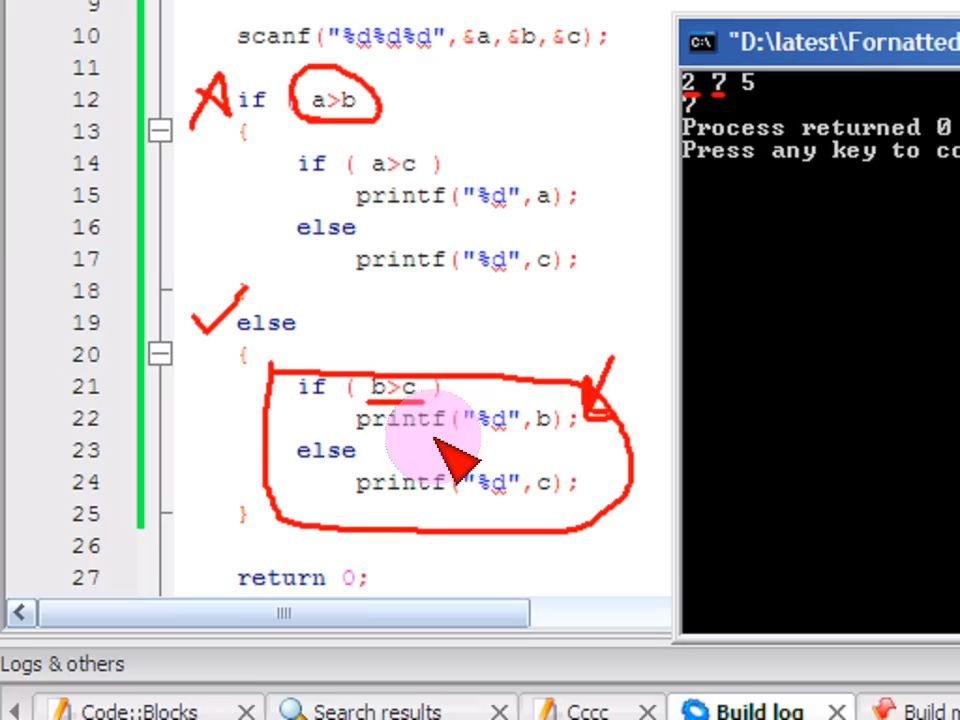 9
10 scanf("%d%d%d",&a,&b,&c);
11
12 if a>b
13 {
14 if ( a>c )
15 printf("%d",a);
16 else
17 printf("%d",c);
18
19 else
20 {
21 if ( b>c )
22 printf("%d",b);
23 else
24 printf("%d",c);
25 }
26
27 return 0;
Logs & others
Code::Blocks
Search results
Cccc
Build log
Build m
"D:\latest\Fornatted
2 7 5
7
Process returned 0
Press any key to co